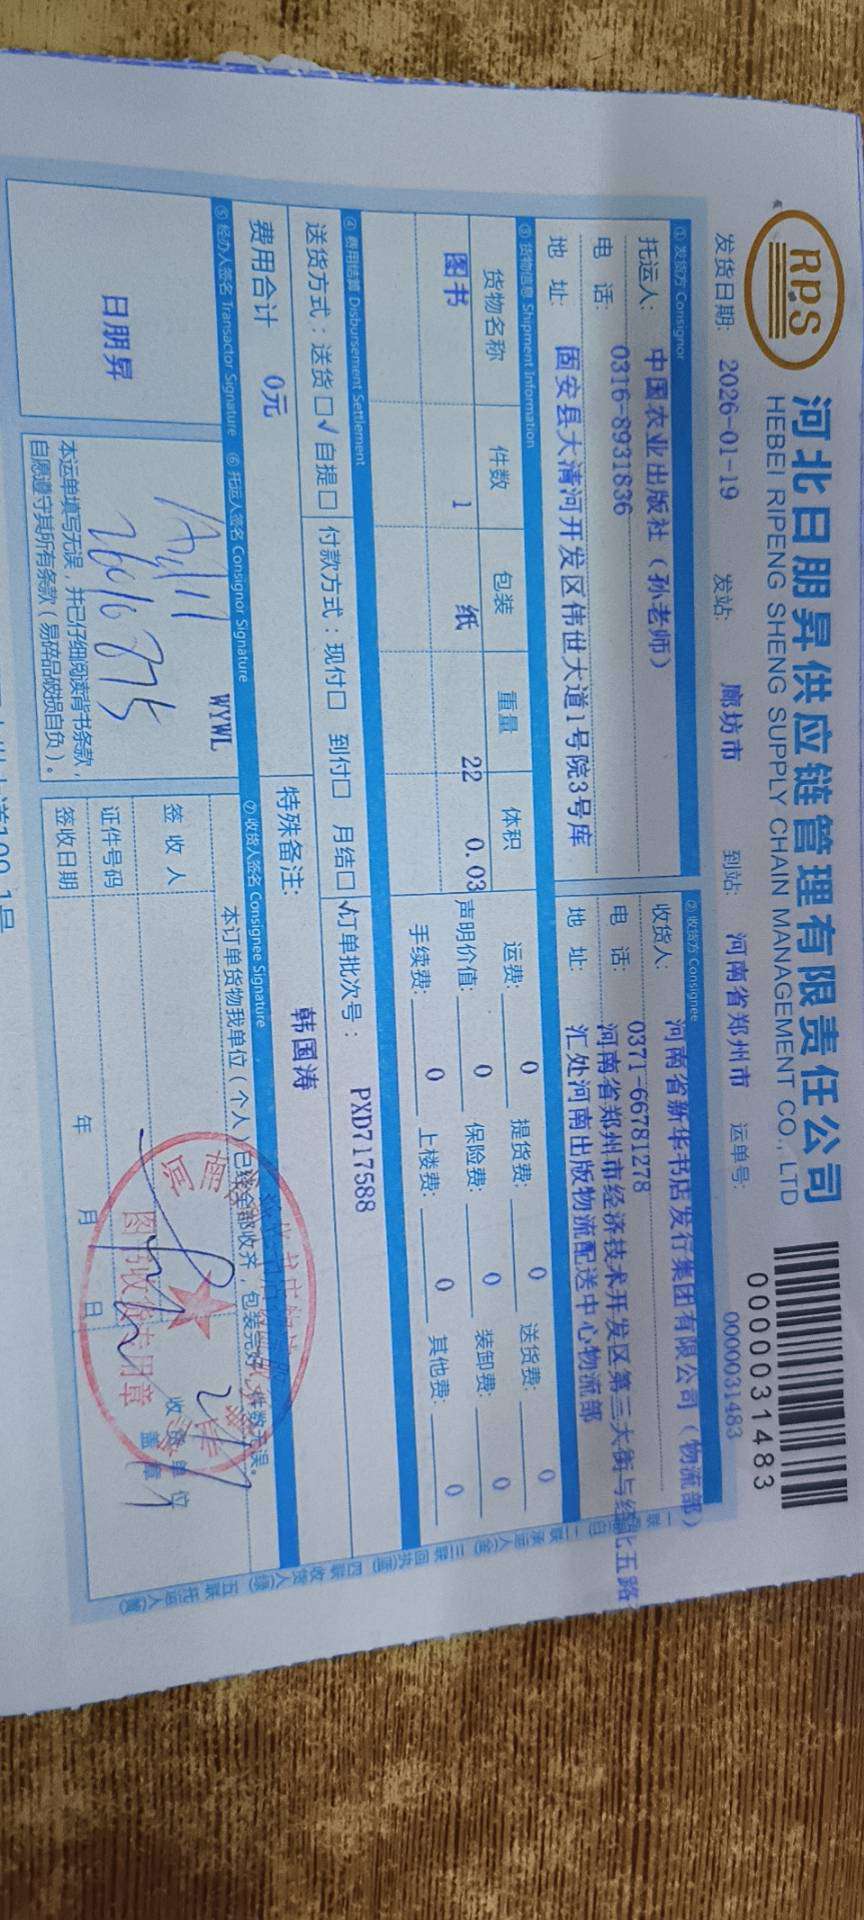 RPS
河北日朋昇供应链管理有限责任公司
HEBEI RIPENG SHENG SUPPLY CHAIN MANAGEMENT CO., LTD
0000031483
发货日期: 2026-01-19 发站: 廊坊市 到站: 河南省郑州市 运单号: 0000031483
① 发货方 Consignor
托运人: 中国农业出版社（孙老师）
电 话: 0316-8931836
地 址: 固安县大清河开发区伟世大道1号院3号库
② 收货方 Consignee
收货人: 河南省新华书店发行集团有限公司（物流部）
电 话: 0371-66781278
地 址: 河南省郑州市经济技术开发区第三大街与经北五路
汇处河南出版物流配送中心物流部
③ 货物信息 Shipment Information
货物名称 件数 包装 重量 体积
图书 1 纸 22 0.03
运费: 0 提货费: 0 送货费: 0
声明价值: 0 保险费: 0 装卸费: 0
手续费: 0 上楼费: 0 其他费: 0
④ 费用结算 Disbursement Settlement
送货方式：送货□√自提□ 付款方式：现付□ 到付□ 月结□√ 订单批次号： PXD717588
费用合计 0元 特殊备注: 韩国涛
⑤ 经办人签名 Transactor Signature ⑥ 托运人签名 Consignor Signature ⑦ 收货人签名 Consignee Signature
日朋昇
WYWL
本运单填写无误，并已仔细阅读背书条款，
自愿遵守其所有条款（易碎品破损自负）。
本订单货物我单位（个人）已经全部收齐，包装完好，件数无误。
签 收 人
证件号码
签收日期 年 月 日
收货单位
盖章
图书收货专用章